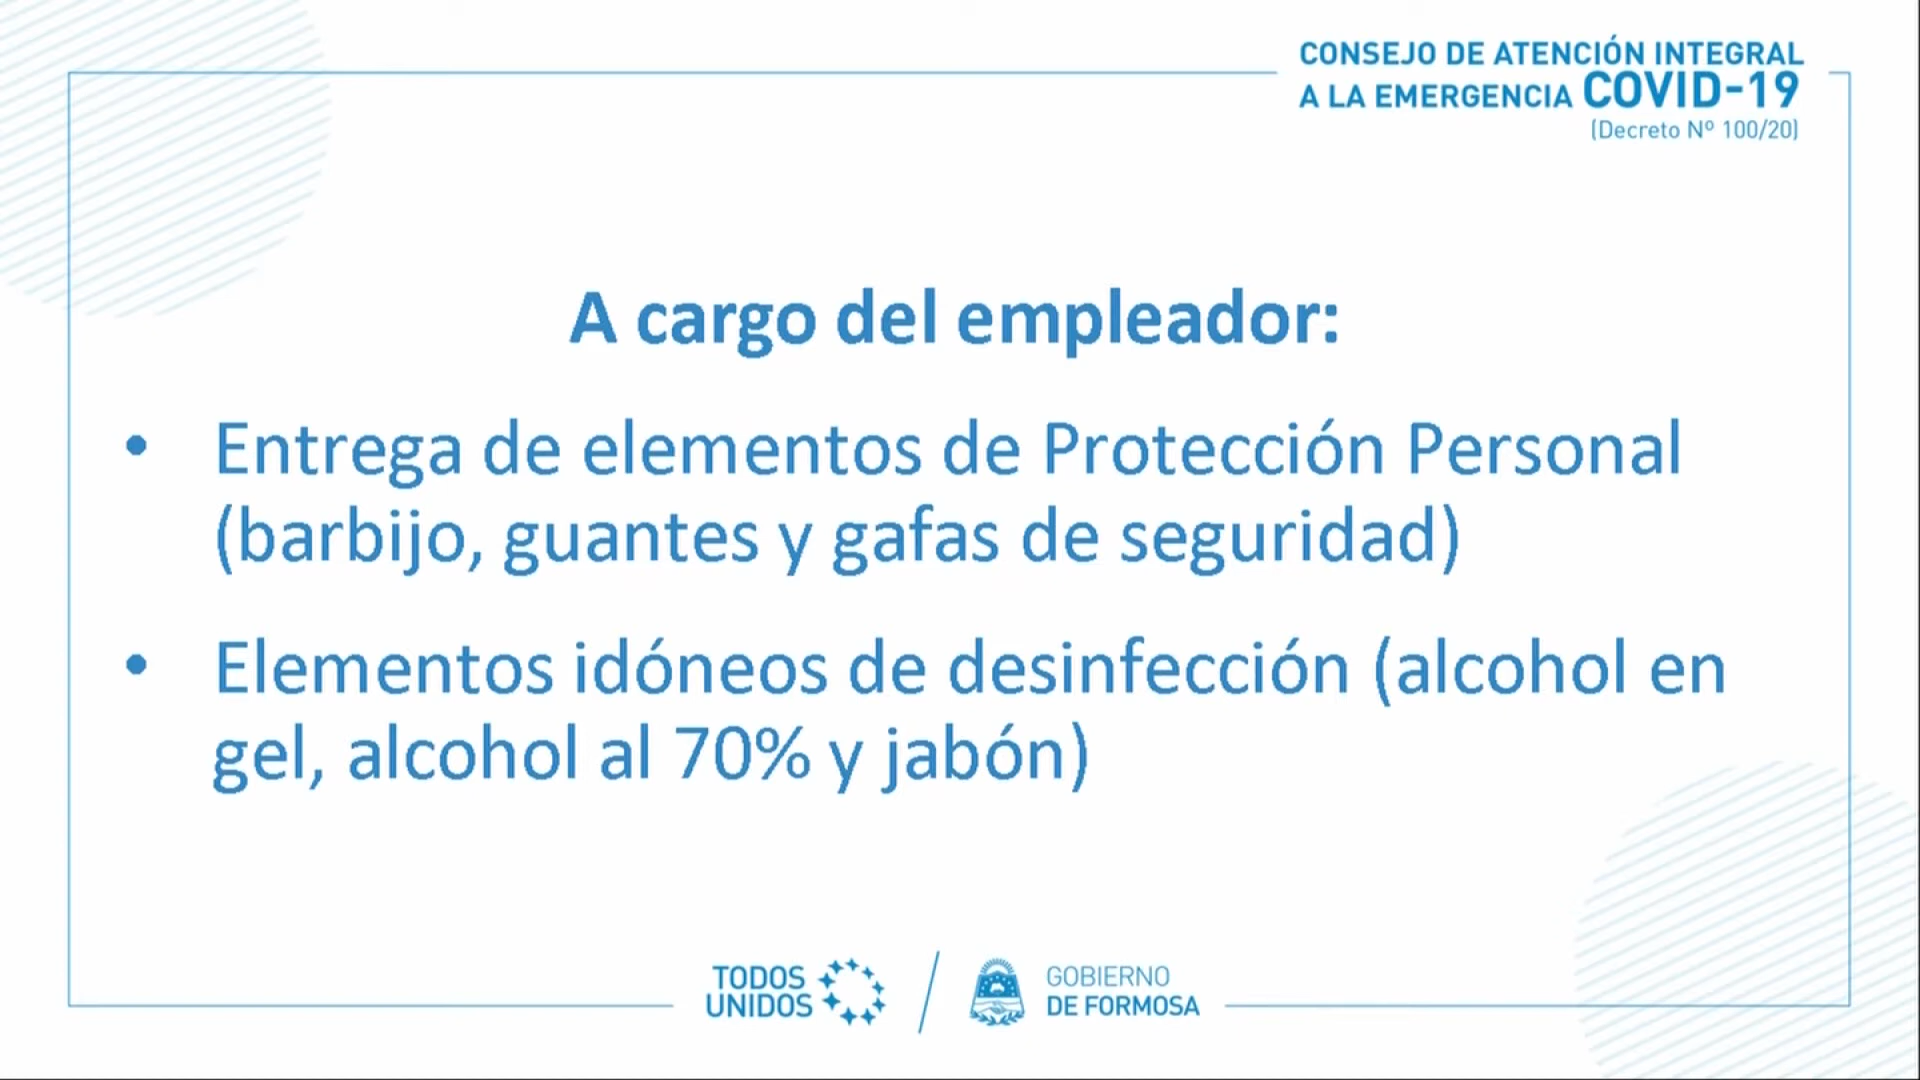 CONSEJO DE ATENCIÓN INTEGRAL
A LA EMERGENCIA COVID-19
(Decreto Nº 100/20)
A cargo del empleador:
• Entrega de elementos de Protección Personal
(barbijo, guantes y gafas de seguridad)
• Elementos idóneos de desinfección (alcohol en
gel, alcohol al 70% y jabón)
TODOS
UNIDOS
GOBIERNO
DE FORMOSA